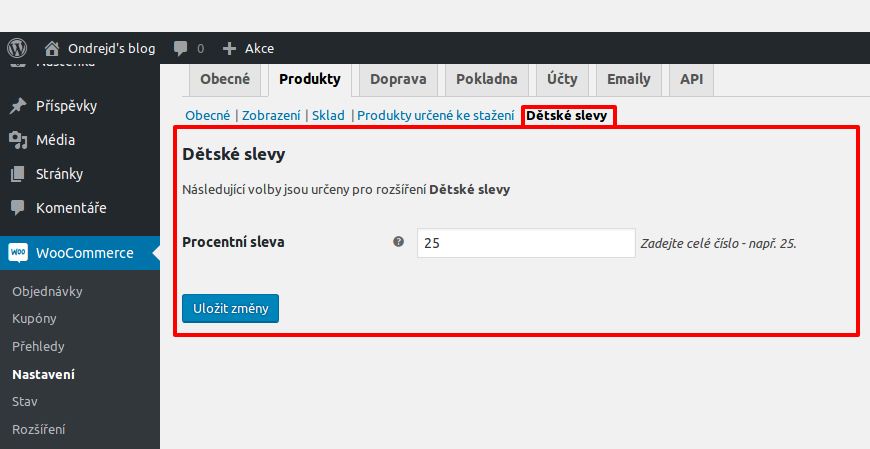 Ondrejd's blog 0 Akce
Nástěnka
Příspěvky
Média
Stránky
Komentáře
WOO WooCommerce
Objednávky
Kupóny
Přehledy
Nastavení
Stav
Rozšíření
Obecné Produkty Doprava Pokladna Účty Emaily API
Obecné | Zobrazení | Sklad | Produkty určené ke stažení Dětské slevy
Dětské slevy
Následující volby jsou určeny pro rozšíření Dětské slevy
Procentní sleva ? 25 Zadejte celé číslo - např. 25.
Uložit změny